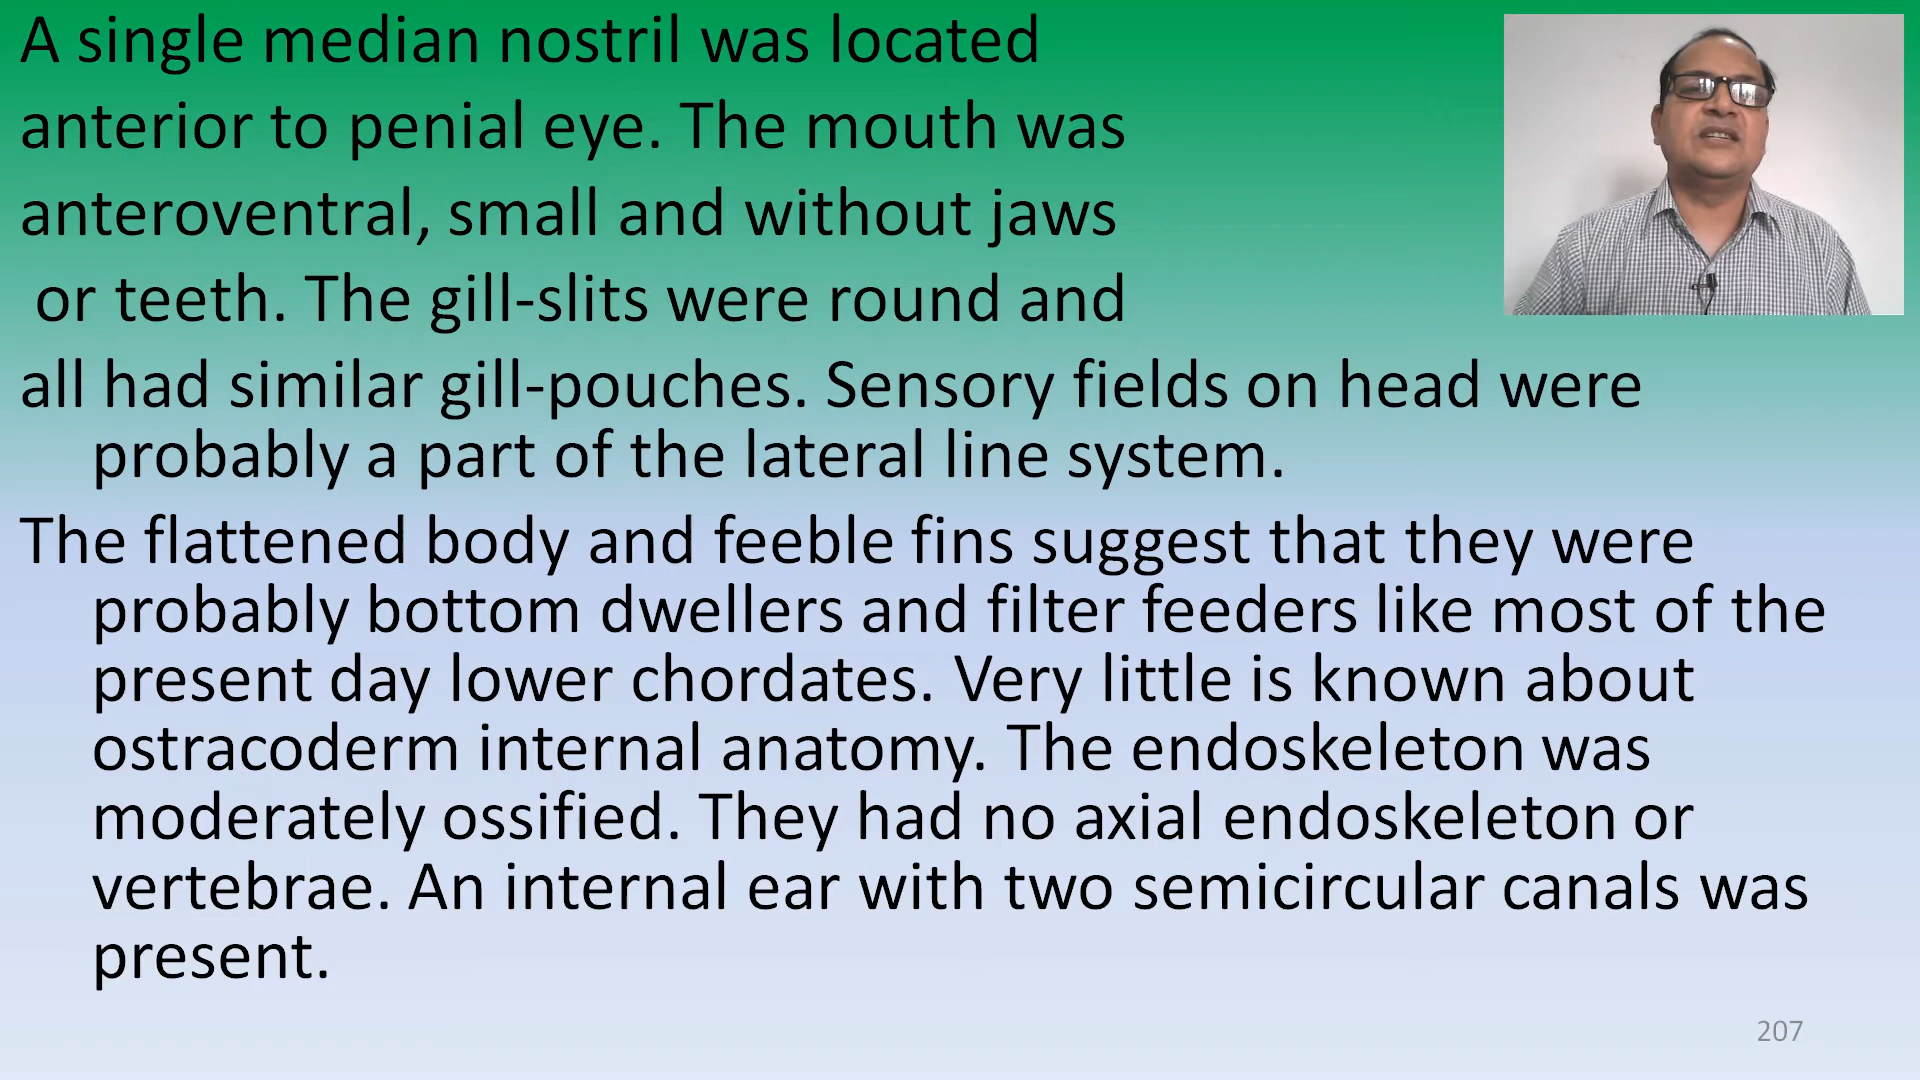 A single median nostril was located
anterior to penial eye. The mouth was
anteroventral, small and without jaws
or teeth. The gill-slits were round and
all had similar gill-pouches. Sensory fields on head were
probably a part of the lateral line system.
The flattened body and feeble fins suggest that they were
probably bottom dwellers and filter feeders like most of the
present day lower chordates. Very little is known about
ostracoderm internal anatomy. The endoskeleton was
moderately ossified. They had no axial endoskeleton or
vertebrae. An internal ear with two semicircular canals was
present.
207